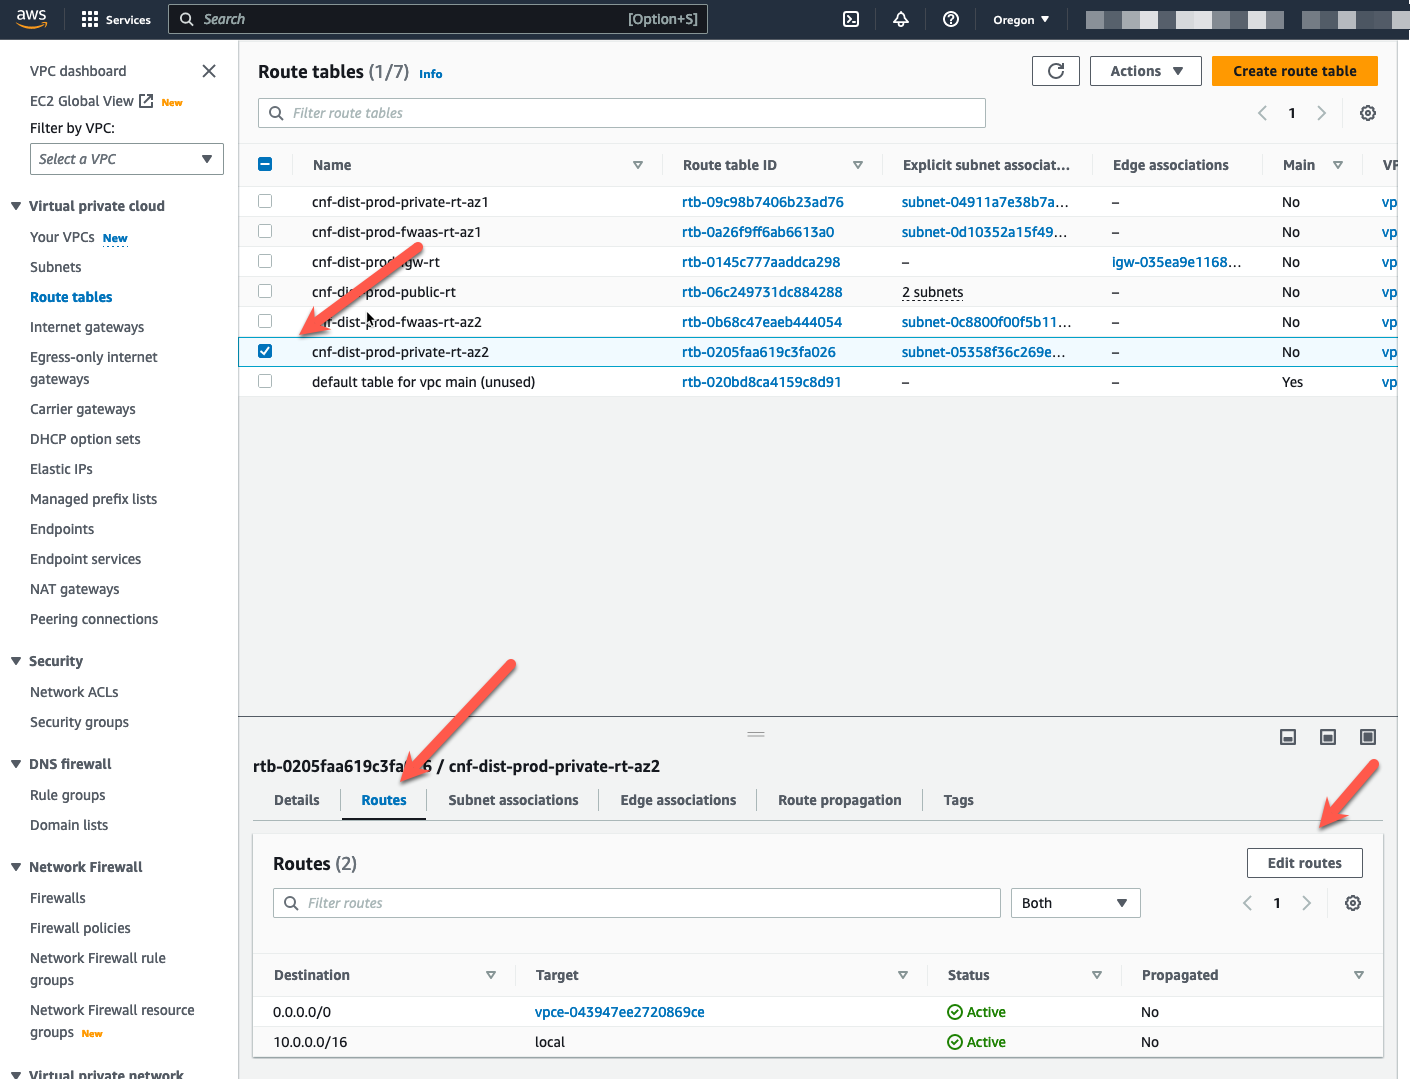 aws
Services
Search
[Option+S]
Oregon
VPC dashboard
EC2 Global View New
Filter by VPC:
Select a VPC
Virtual private cloud
Your VPCs New
Subnets
Route tables
Internet gateways
Egress-only internet
gateways
Carrier gateways
DHCP option sets
Elastic IPs
Managed prefix lists
Endpoints
Endpoint services
NAT gateways
Peering connections
Security
Network ACLs
Security groups
DNS firewall
Rule groups
Domain lists
Network Firewall
Firewalls
Firewall policies
Network Firewall rule
groups
Network Firewall resource
groups New
Virtual private network
Route tables (1/7) Info
Actions
Create route table
Filter route tables
1
Name Route table ID Explicit subnet associat... Edge associations Main VP
cnf-dist-prod-private-rt-az1 rtb-09c98b7406b23ad76 subnet-04911a7e38b7a... – No vp
cnf-dist-prod-fwaas-rt-az1 rtb-0a26f9ff6ab6613a0 subnet-0d10352a15f49... – No vp
cnf-dist-prod-igw-rt rtb-0145c777aaddca298 – igw-035ea9e1168... No vp
cnf-dist-prod-public-rt rtb-06c249731dc884288 2 subnets – No vp
cnf-dist-prod-fwaas-rt-az2 rtb-0b68c47eaeb444054 subnet-0c8800f00f5b11... – No vp
cnf-dist-prod-private-rt-az2 rtb-0205faa619c3fa026 subnet-05358f36c269e... – No vp
default table for vpc main (unused) rtb-020bd8ca4159c8d91 – – Yes vp
rtb-0205faa619c3fa026 / cnf-dist-prod-private-rt-az2
Details Routes Subnet associations Edge associations Route propagation Tags
Routes (2)
Edit routes
Filter routes
Both
1
Destination Target Status Propagated
0.0.0.0/0 vpce-043947ee2720869ce Active No
10.0.0.0/16 local Active No